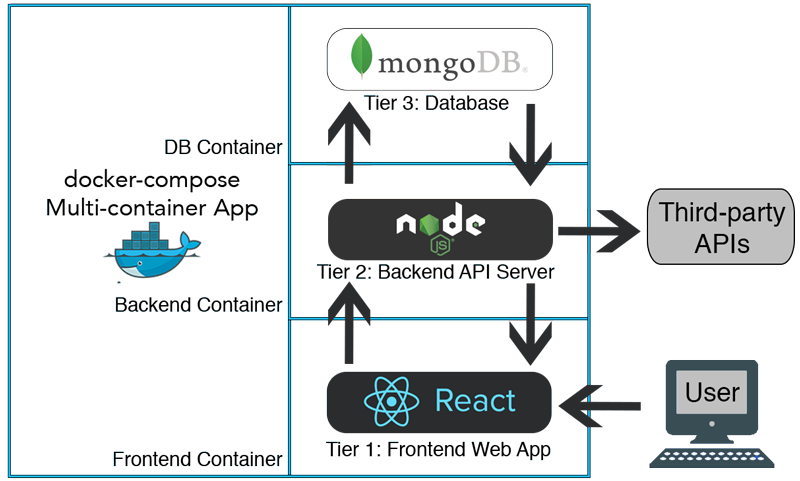 mongoDB®
Tier 3: Database
DB Container
docker-compose
Multi-container App
node
JS
Tier 2: Backend API Server
Third-party
APIs
Backend Container
React
User
Tier 1: Frontend Web App
Frontend Container